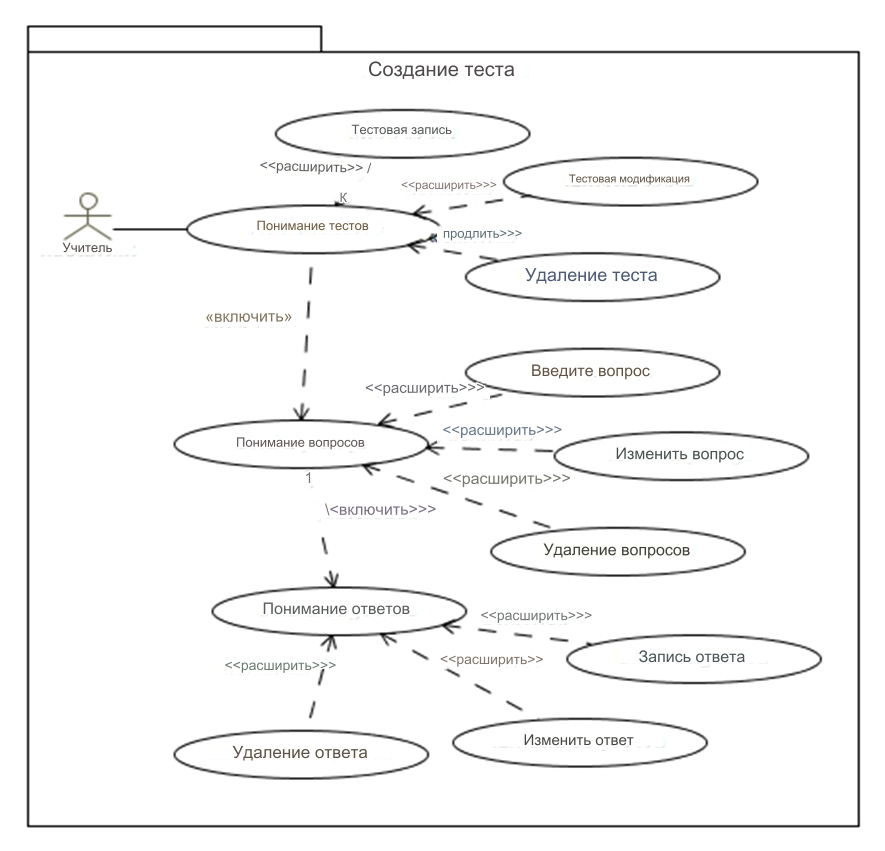 Создание теста
Тестовая запись
<<расширить>> /
Тестовая модификация
<<расширить>>>
К
Понимание тестов
продлить>>>
Учитель
Удаление теста
«включить»
Введите вопрос
<<расширить>>>
<<расширить>>>
Понимание вопросов
Изменить вопрос
1
<<расширить>>>
\<включить>>>
Удаление вопросов
Понимание ответов
<<расширить>>>
Запись ответа
<<расширить>>>
<<расширить>>
Удаление ответа
Изменить ответ